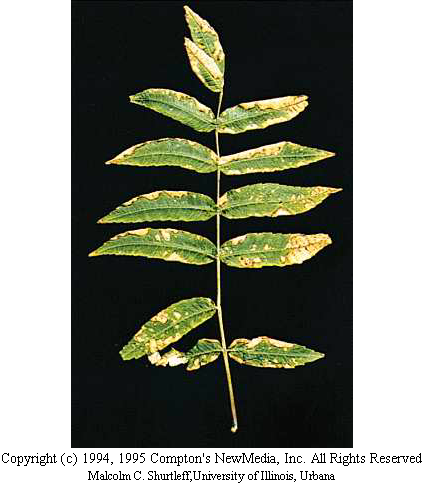 Copyright (c) 1994, 1995 Compton's NewMedia, Inc. All Rights Reserved
Malcolm C. Shurtleff,University of Illinois, Urbana